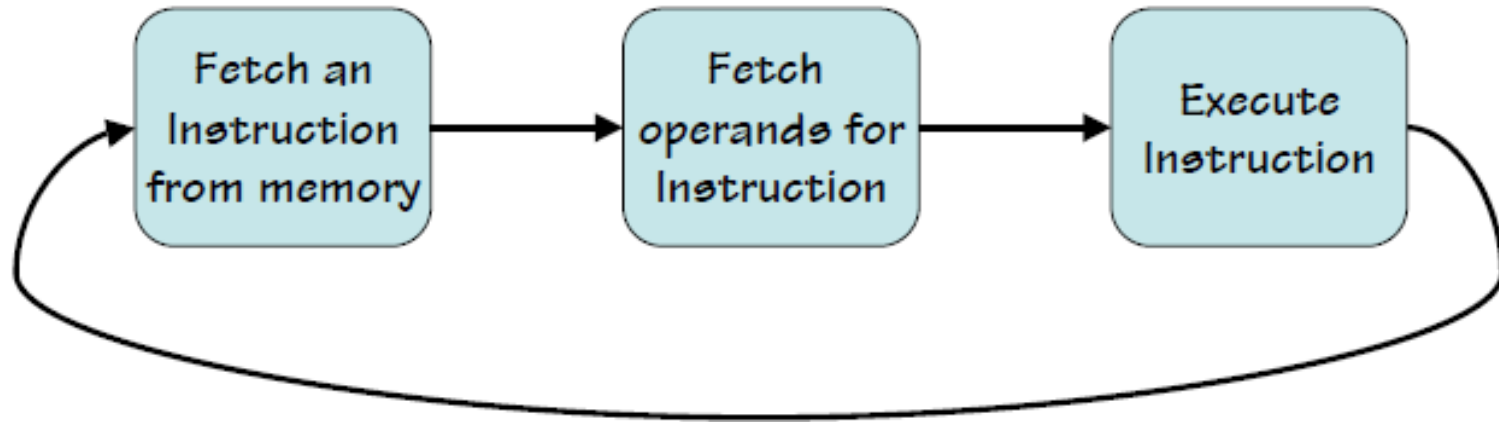 Fetch an
Instruction
from memory
Fetch
operands for
Instruction
Execute
Instruction